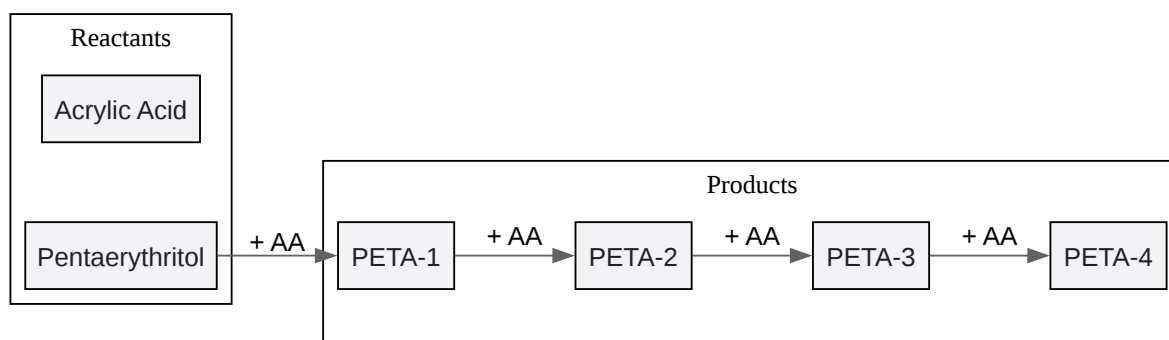 Reactants
Acrylic Acid
Products
Pentaerythritol
+ AA
PETA-1
+ AA
PETA-2
+ AA
PETA-3
+ AA
PETA-4